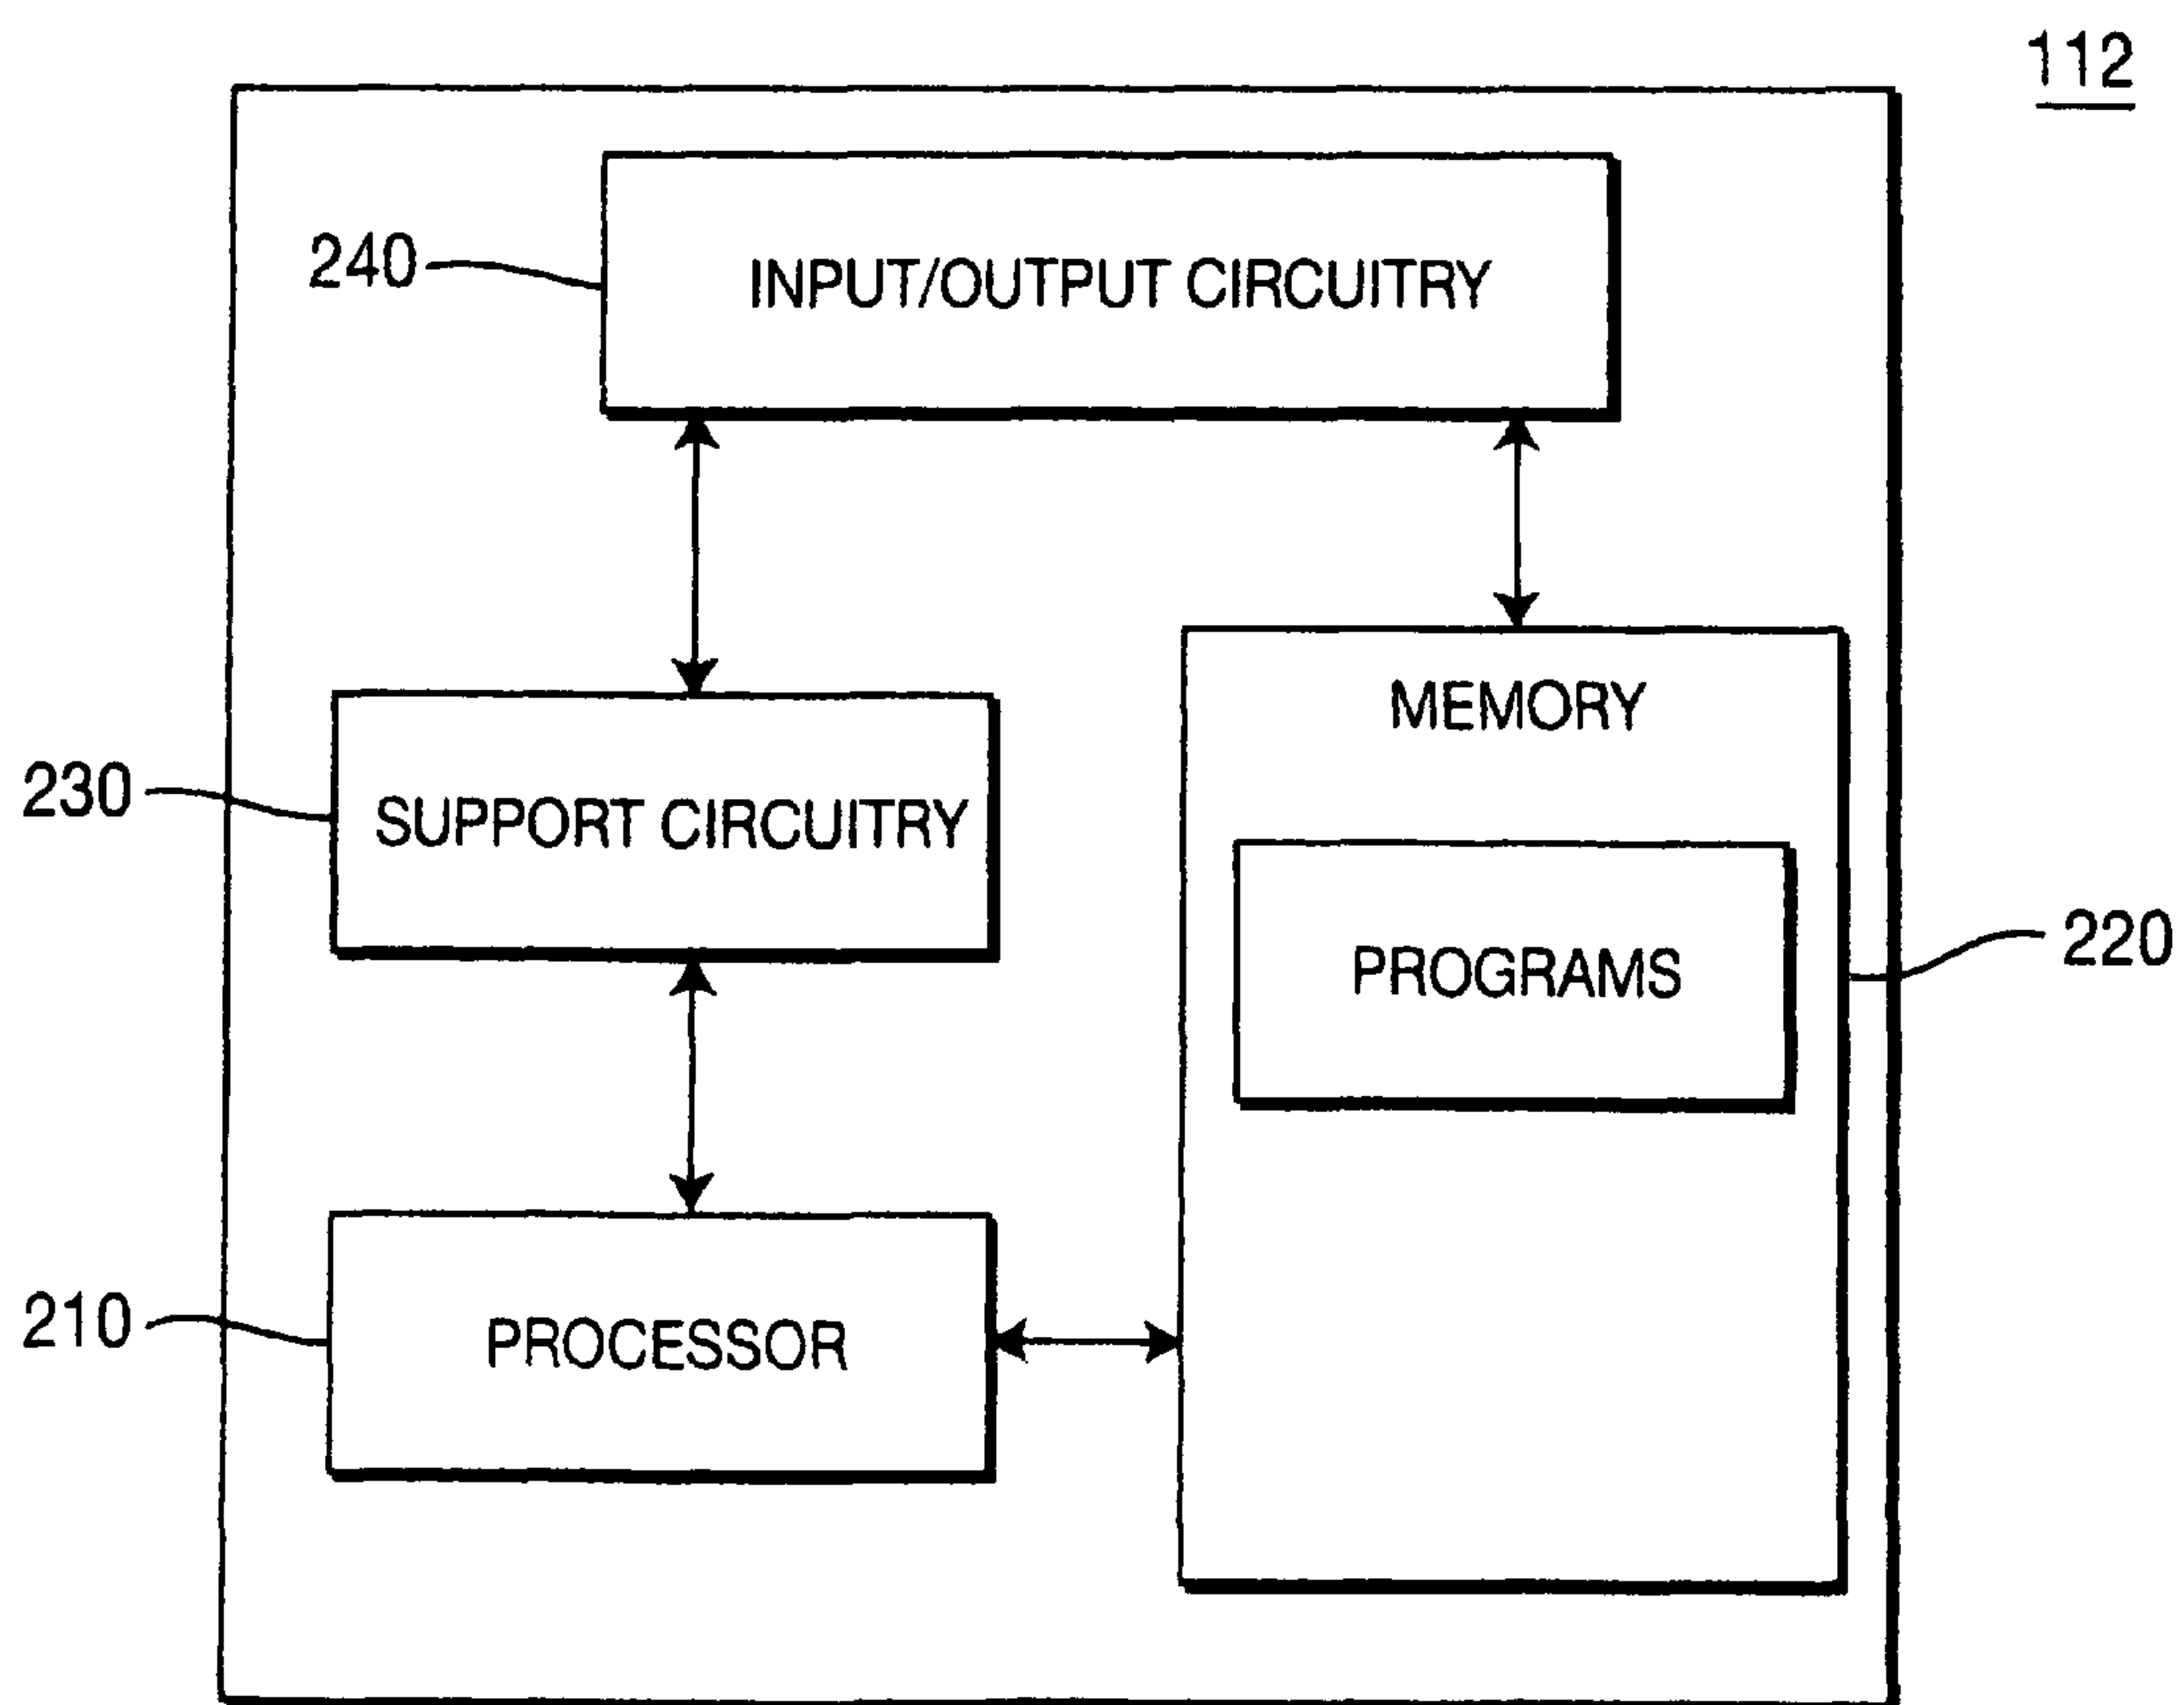 112
240
INPUT/OUTPUT CIRCUITRY
MEMORY
230
SUPPORT CIRCUITRY
PROGRAMS
220
210
PROCESSOR